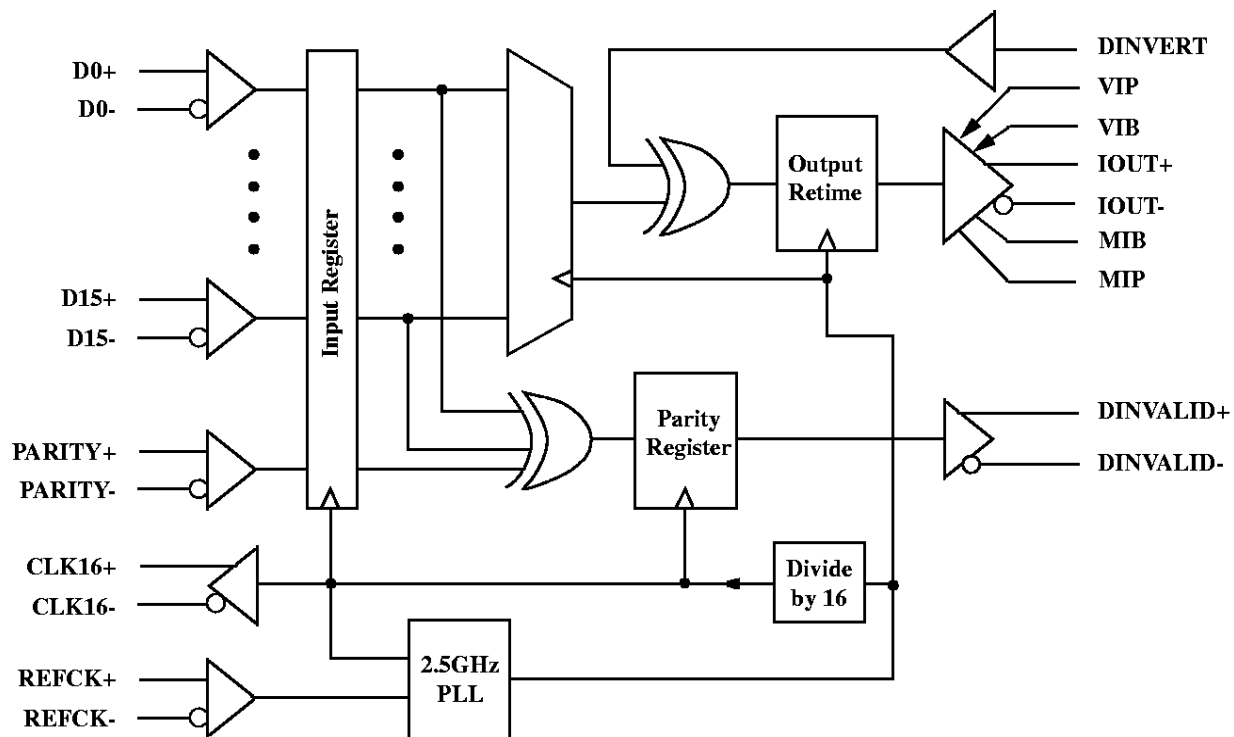 D0+
D0-
D15+
D15-
PARITY+
PARITY-
CLK16+
CLK16-
REFCK+
REFCK-
Input Register
Output
Retime
Parity
Register
Divide
by 16
2.5GHz
PLL
DINVERT
VIP
VIB
IOUT+
IOUT-
MIB
MIP
DINVALID+
DINVALID-